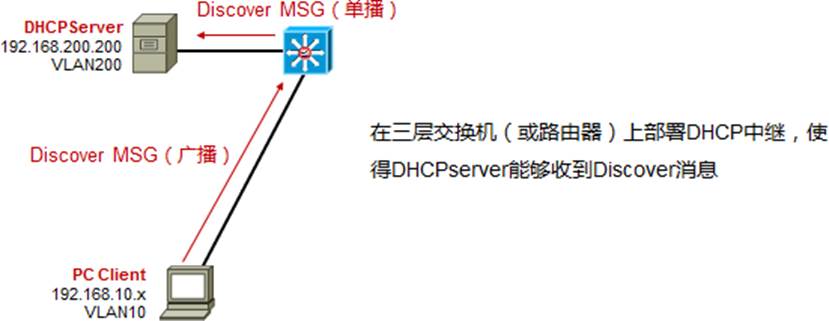 Discover MSG（单播）
DHCPServer
192.168.200.200
VLAN200
在三层交换机（或路由器）上部署DHCP中继，使
得DHCPserver能够收到Discover消息
Discover MSG（广播）
PC Client
192.168.10.x
VLAN10